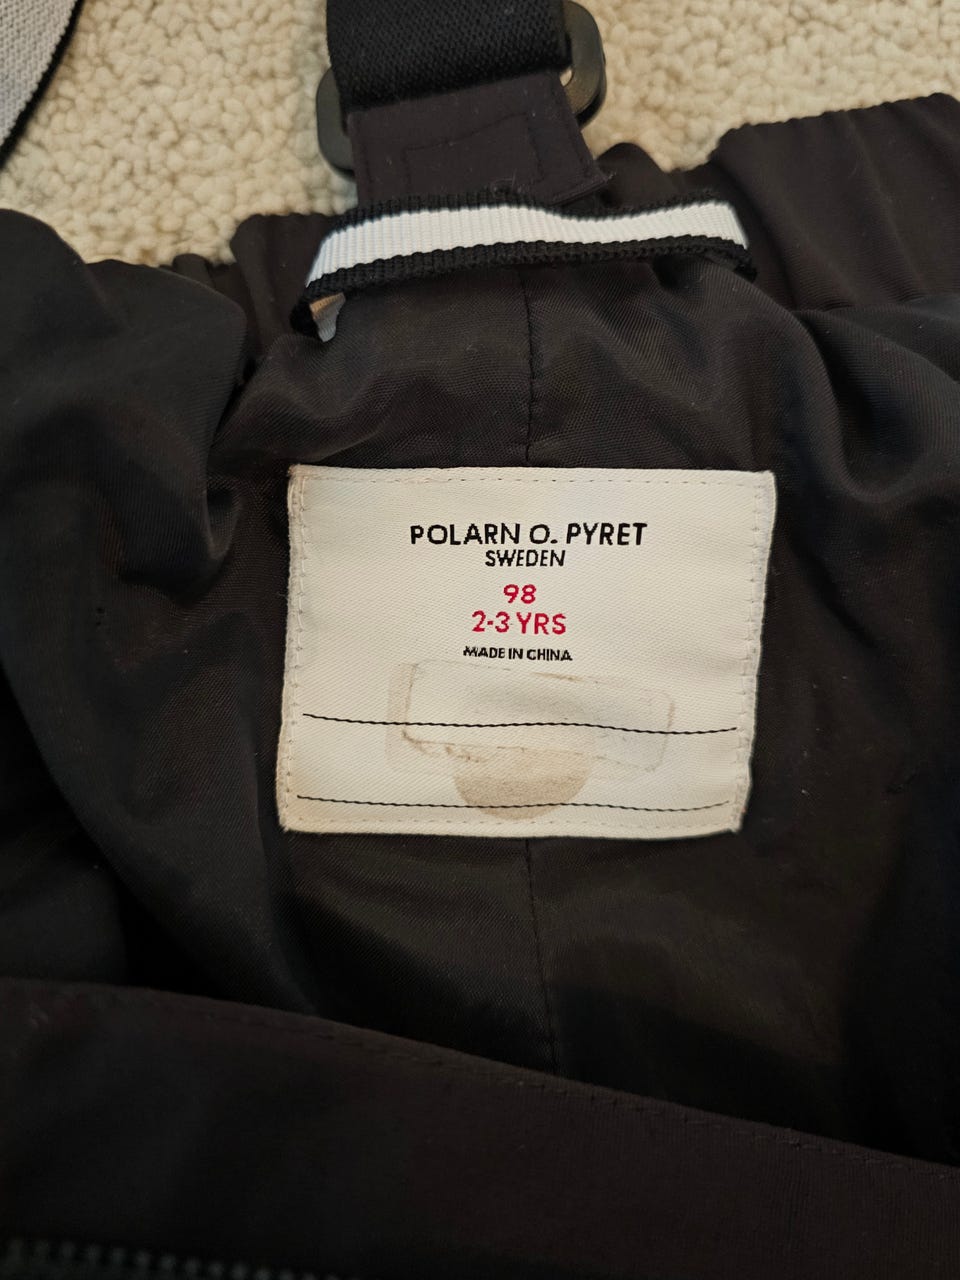 POLARN O. PYRET
SWEDEN
98
2-3 YRS
MADE IN CHINA